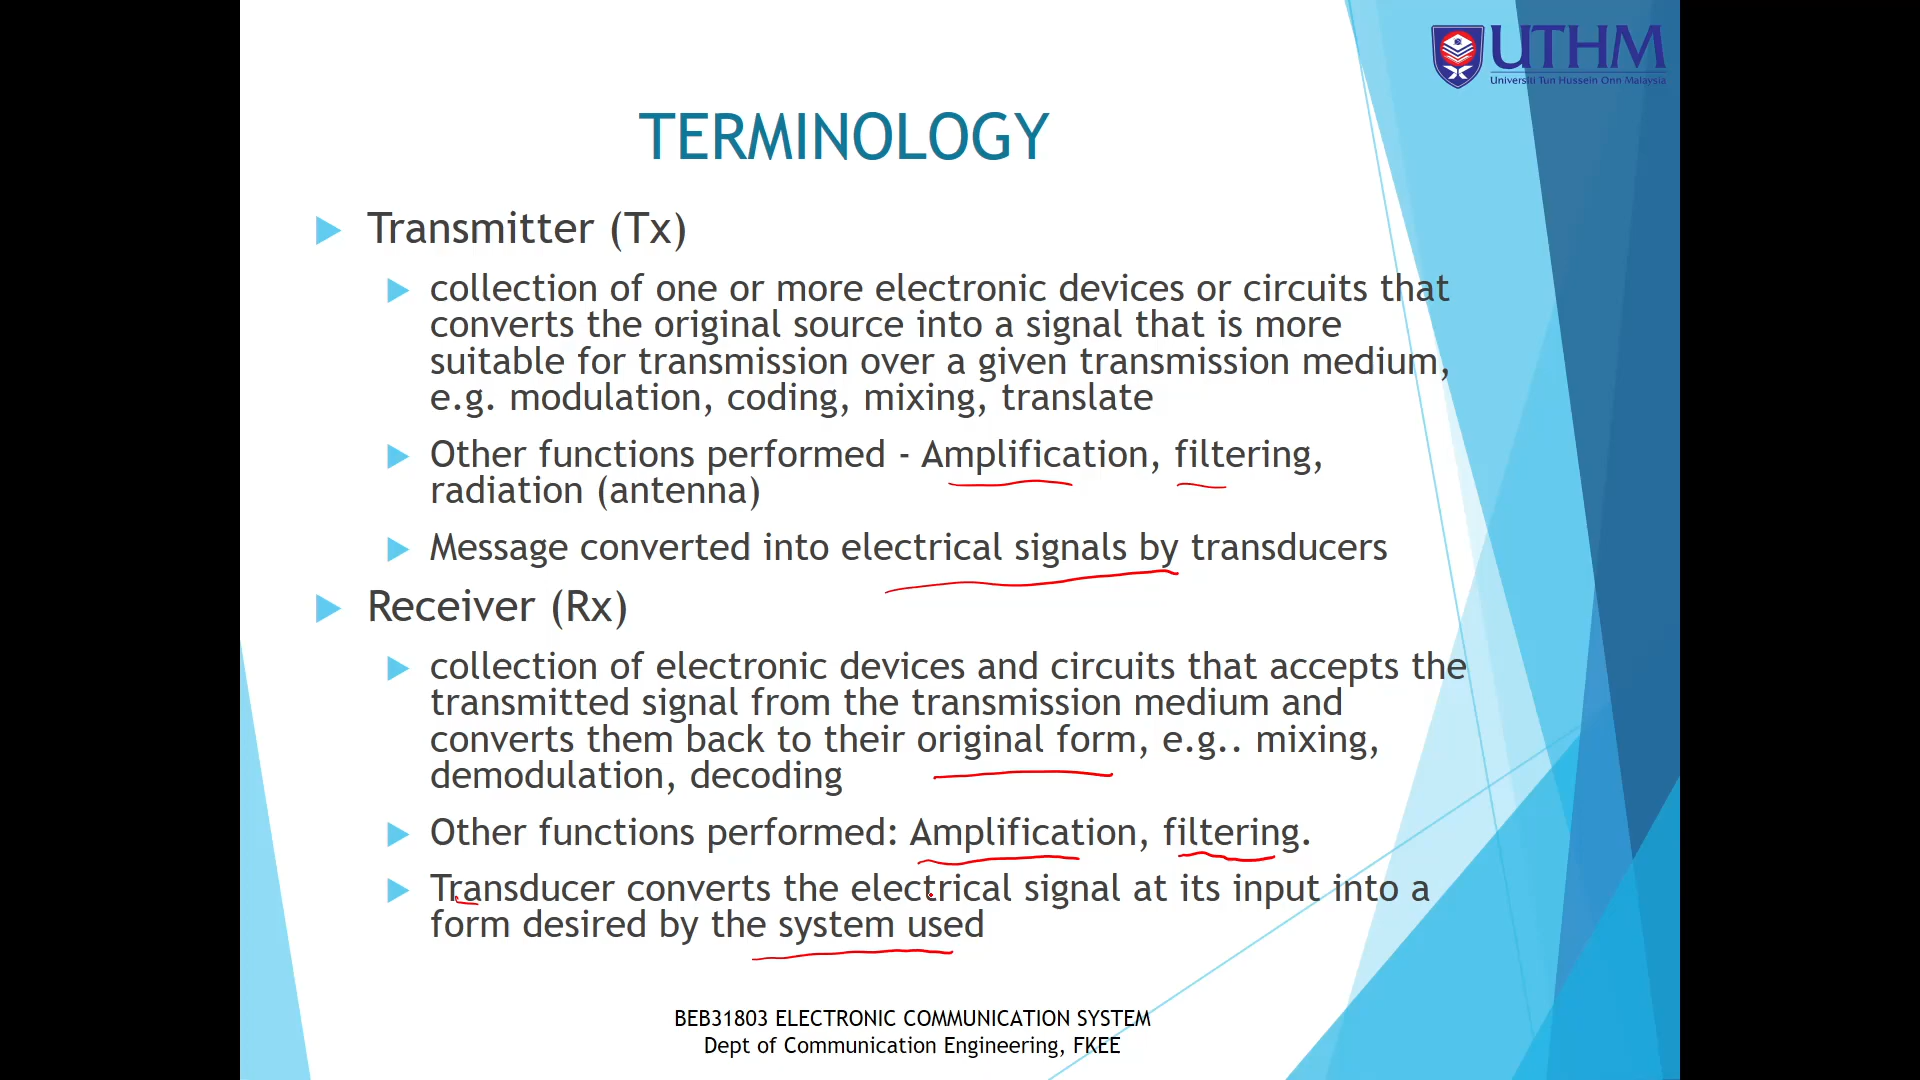 UTHM
Universiti Tun Hussein Onn Malaysia
TERMINOLOGY
Transmitter (Tx)
collection of one or more electronic devices or circuits that
converts the original source into a signal that is more
suitable for transmission over a given transmission medium,
e.g. modulation, coding, mixing, translate
Other functions performed - Amplification, filtering,
radiation (antenna)
Message converted into electrical signals by transducers
Receiver (Rx)
collection of electronic devices and circuits that accepts the
transmitted signal from the transmission medium and
converts them back to their original form, e.g.. mixing,
demodulation, decoding
Other functions performed: Amplification, filtering.
Transducer converts the electrical signal at its input into a
form desired by the system used
BEB31803 ELECTRONIC COMMUNICATION SYSTEM
Dept of Communication Engineering, FKEE